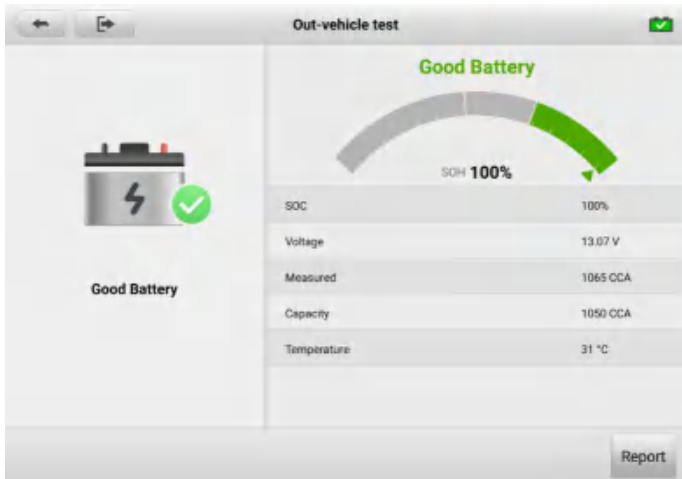 Out-vehicle test
Good Battery
SOH 100%
Good Battery
SOC 100%
Voltage 13.07 V
Measured 1065 CCA
Capacity 1050 CCA
Temperature 31 °C
Report